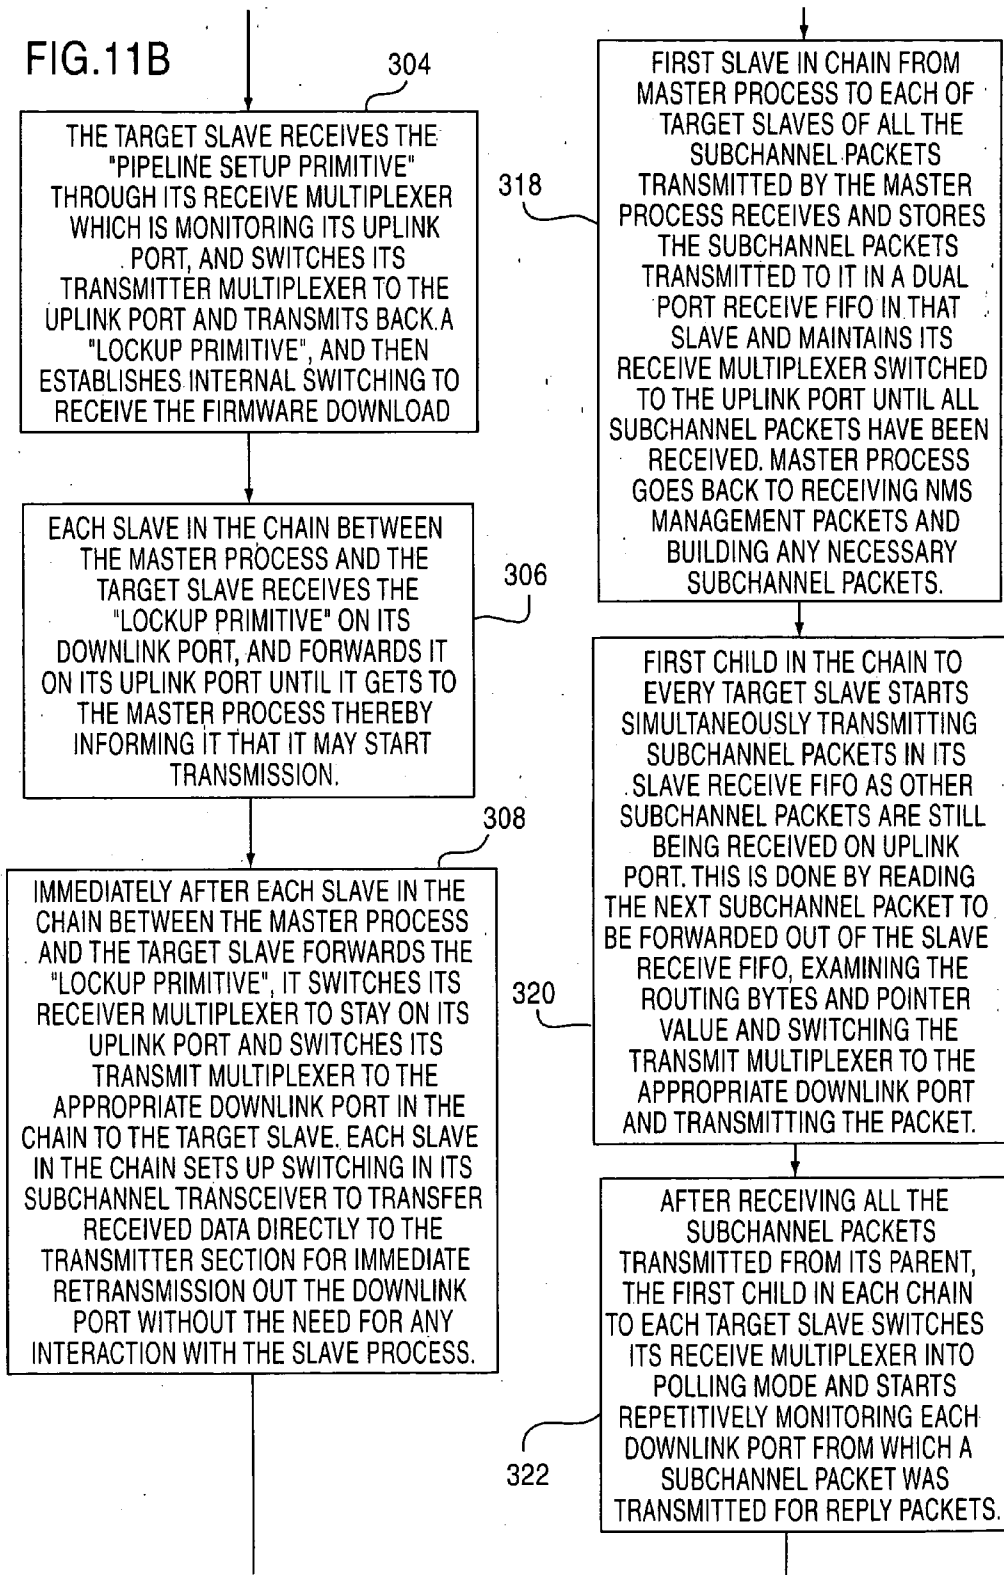 FIG.11B
304
THE TARGET SLAVE RECEIVES THE
"PIPELINE SETUP PRIMITIVE"
THROUGH ITS RECEIVE MULTIPLEXER
WHICH IS MONITORING ITS UPLINK
PORT, AND SWITCHES ITS
TRANSMITTER MULTIPLEXER TO THE
UPLINK PORT AND TRANSMITS BACK A
"LOCKUP PRIMITIVE", AND THEN
ESTABLISHES INTERNAL SWITCHING TO
RECEIVE THE FIRMWARE DOWNLOAD
EACH SLAVE IN THE CHAIN BETWEEN
THE MASTER PROCESS AND THE
TARGET SLAVE RECEIVES THE
"LOCKUP PRIMITIVE" ON ITS
DOWNLINK PORT, AND FORWARDS IT
ON ITS UPLINK PORT UNTIL IT GETS TO
THE MASTER PROCESS THEREBY
INFORMING IT THAT IT MAY START
TRANSMISSION.
306
308
IMMEDIATELY AFTER EACH SLAVE IN THE
CHAIN BETWEEN THE MASTER PROCESS
AND THE TARGET SLAVE FORWARDS THE
"LOCKUP PRIMITIVE", IT SWITCHES ITS
RECEIVER MULTIPLEXER TO STAY ON ITS
UPLINK PORT AND SWITCHES ITS
TRANSMIT MULTIPLEXER TO THE
APPROPRIATE DOWNLINK PORT IN THE
CHAIN TO THE TARGET SLAVE. EACH SLAVE
IN THE CHAIN SETS UP SWITCHING IN ITS
SUBCHANNEL TRANSCEIVER TO TRANSFER
RECEIVED DATA DIRECTLY TO THE
TRANSMITTER SECTION FOR IMMEDIATE
RETRANSMISSION OUT THE DOWNLINK
PORT WITHOUT THE NEED FOR ANY
INTERACTION WITH THE SLAVE PROCESS.
318
FIRST SLAVE IN CHAIN FROM
MASTER PROCESS TO EACH OF
TARGET SLAVES OF ALL THE
SUBCHANNEL PACKETS
TRANSMITTED BY THE MASTER
PROCESS RECEIVES AND STORES
THE SUBCHANNEL PACKETS
TRANSMITTED TO IT IN A DUAL
PORT RECEIVE FIFO IN THAT
SLAVE AND MAINTAINS ITS
RECEIVE MULTIPLEXER SWITCHED
TO THE UPLINK PORT UNTIL ALL
SUBCHANNEL PACKETS HAVE BEEN
RECEIVED. MASTER PROCESS
GOES BACK TO RECEIVING NMS
MANAGEMENT PACKETS AND
BUILDING ANY NECESSARY
SUBCHANNEL PACKETS.
320
FIRST CHILD IN THE CHAIN TO
EVERY TARGET SLAVE STARTS
SIMULTANEOUSLY TRANSMITTING
SUBCHANNEL PACKETS IN ITS
SLAVE RECEIVE FIFO AS OTHER
SUBCHANNEL PACKETS ARE STILL
BEING RECEIVED ON UPLINK
PORT. THIS IS DONE BY READING
THE NEXT SUBCHANNEL PACKET TO
BE FORWARDED OUT OF THE SLAVE
RECEIVE FIFO, EXAMINING THE
ROUTING BYTES AND POINTER
VALUE AND SWITCHING THE
TRANSMIT MULTIPLEXER TO THE
APPROPRIATE DOWNLINK PORT
AND TRANSMITTING THE PACKET.
322
AFTER RECEIVING ALL THE
SUBCHANNEL PACKETS
TRANSMITTED FROM ITS PARENT,
THE FIRST CHILD IN EACH CHAIN
TO EACH TARGET SLAVE SWITCHES
ITS RECEIVE MULTIPLEXER INTO
POLLING MODE AND STARTS
REPETITIVELY MONITORING EACH
DOWNLINK PORT FROM WHICH A
SUBCHANNEL PACKET WAS
TRANSMITTED FOR REPLY PACKETS.